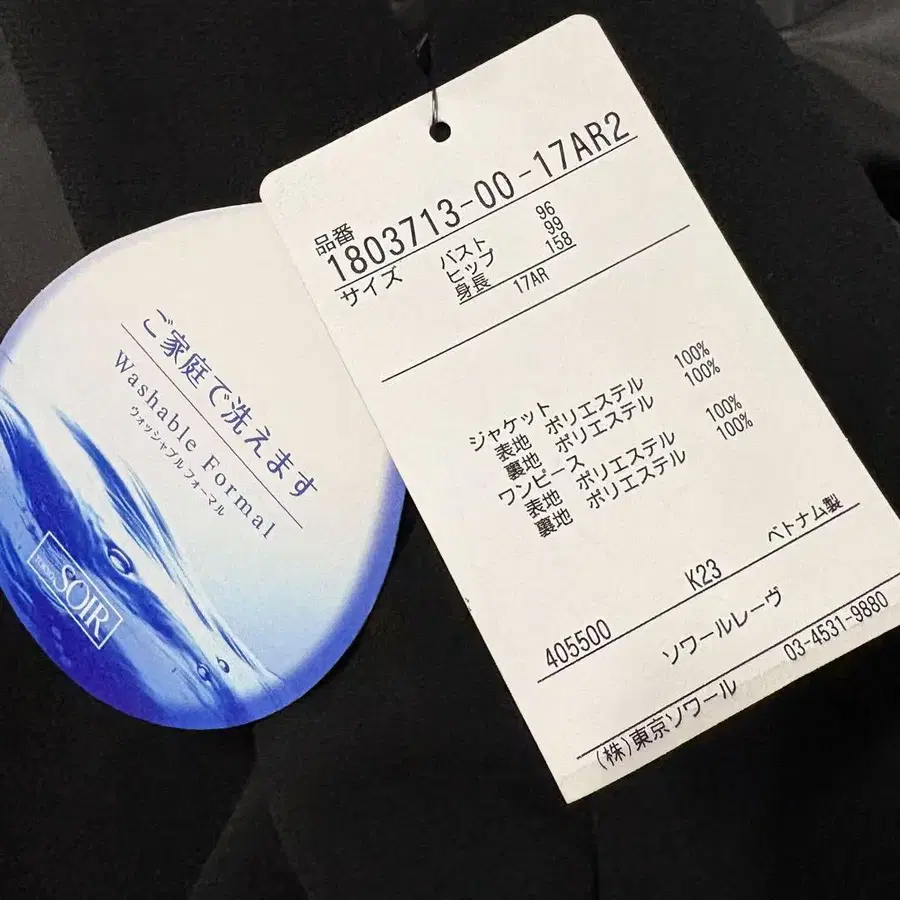 品番
1803713-00-17AR2
サイズ バスト 96
ヒップ 99
身長 158
17AR
ジャケット
表地 ポリエステル 100%
裏地 ポリエステル 100%
ワンピース
表地 ポリエステル 100%
裏地 ポリエステル 100%
ベトナム製
405500 K23
ソワールレーヴ
(株)東京ソワール 03-4531-9880
ご家庭で洗えます
Washable Formal
ウォッシャブル フォーマル
TOKYO
SOIR